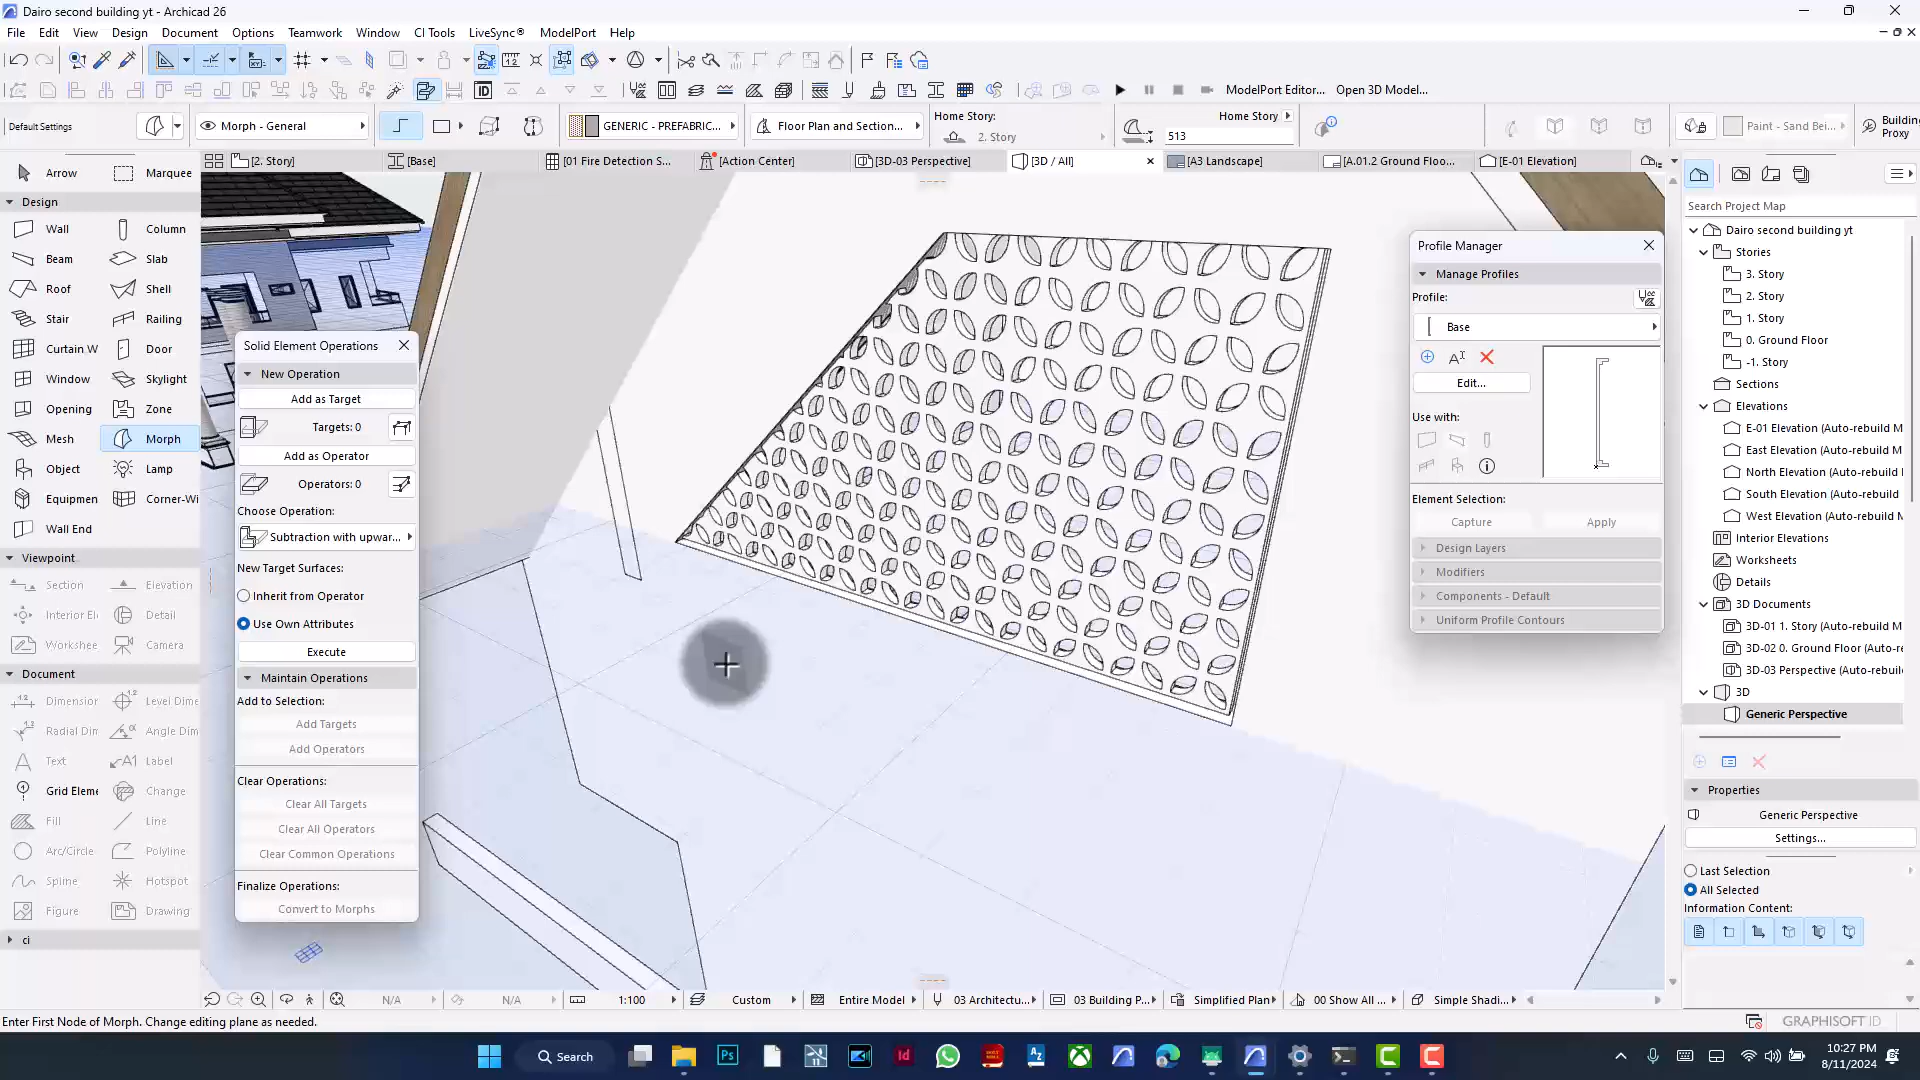 Dairo second building yt - Archicad 26
File Edit View Design Document Options Teamwork Window CI Tools LiveSync® ModelPort Help
ModelPort Editor... Open 3D Model...
Default Settings
Morph - General
GENERIC - PREFABRIC...
Floor Plan and Section...
Home Story:
2. Story
Home Story
513
Paint - Sand Bei...
Building
Proxy
[2. Story] [Base] [01 Fire Detection S... [Action Center] [3D-03 Perspective] [3D / All] [A3 Landscape] [A.01.2 Ground Floo... [E-01 Elevation]
Arrow Marquee
Design
Wall Column
Beam Slab
Roof Shell
Stair Railing
Curtain W Door
Window Skylight
Opening Zone
Mesh Morph
Object Lamp
Equipmen Corner-Wi
Wall End
Viewpoint
Section Elevation
Interior El Detail
Workshee Camera
Document
Dimension Level Dime
Radial Dim Angle Dim
Text A1 Label
Grid Eleme Change
Fill Line
Arc/Circle Polyline
Spline Hotspot
Figure Drawing
ci
Solid Element Operations
New Operation
Add as Target
Targets: 0
Add as Operator
Operators: 0
Choose Operation:
Subtraction with upwar...
New Target Surfaces:
Inherit from Operator
Use Own Attributes
Execute
Maintain Operations
Add to Selection:
Add Targets
Add Operators
Clear Operations:
Clear All Targets
Clear All Operators
Clear Common Operations
Finalize Operations:
Convert to Morphs
Profile Manager
Manage Profiles
Profile:
Base
Edit...
Use with:
Element Selection:
Capture Apply
Design Layers
Modifiers
Components - Default
Uniform Profile Contours
Search Project Map
Dairo second building yt
Stories
3. Story
2. Story
1. Story
0. Ground Floor
-1. Story
Sections
Elevations
E-01 Elevation (Auto-rebuild M
East Elevation (Auto-rebuild M
North Elevation (Auto-rebuild
South Elevation (Auto-rebuild
West Elevation (Auto-rebuild M
Interior Elevations
Worksheets
Details
3D Documents
3D-01 1. Story (Auto-rebuild M
3D-02 0. Ground Floor (Auto-re
3D-03 Perspective (Auto-rebuil
3D
Generic Perspective
Properties
Generic Perspective
Settings...
Last Selection
All Selected
Information Content:
N/A N/A 1:100 Custom Entire Model 03 Architectu... 03 Building P... Simplified Plan 00 Show All ... Simple Shadi...
Enter First Node of Morph. Change editing plane as needed.
GRAPHISOFT ID
Search
10:27 PM
8/11/2024